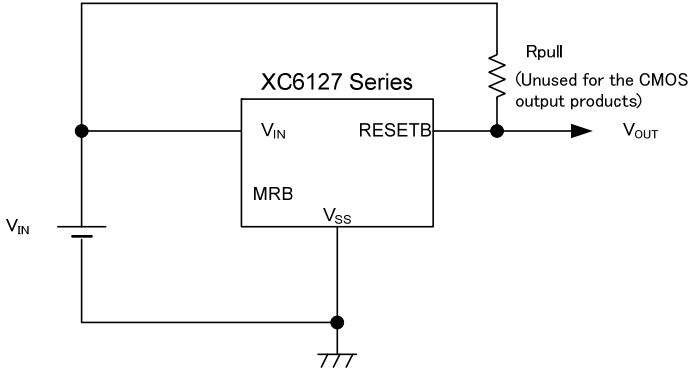 Rpull
(Unused for the CMOS
output products)
XC6127 Series
VIN
RESETB
VOUT
MRB
VSS
VIN